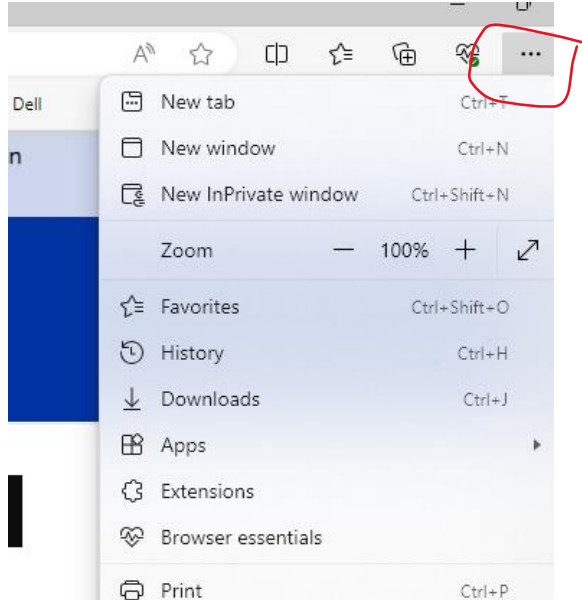 Dell
n
New tab Ctrl+T
New window Ctrl+N
New InPrivate window Ctrl+Shift+N
Zoom — 100% +
Favorites Ctrl+Shift+O
History Ctrl+H
Downloads Ctrl+J
Apps
Extensions
Browser essentials
Print Ctrl+P